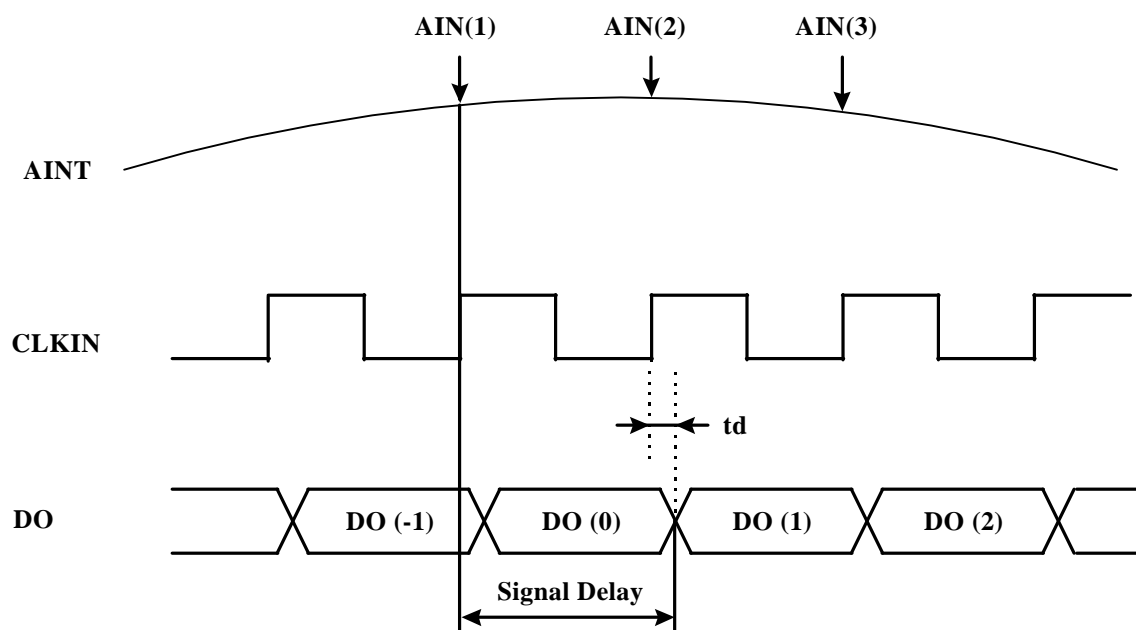 AIN(1) AIN(2) AIN(3)
AINT
CLKIN
td
DO DO (-1) DO (0) DO (1) DO (2)
Signal Delay